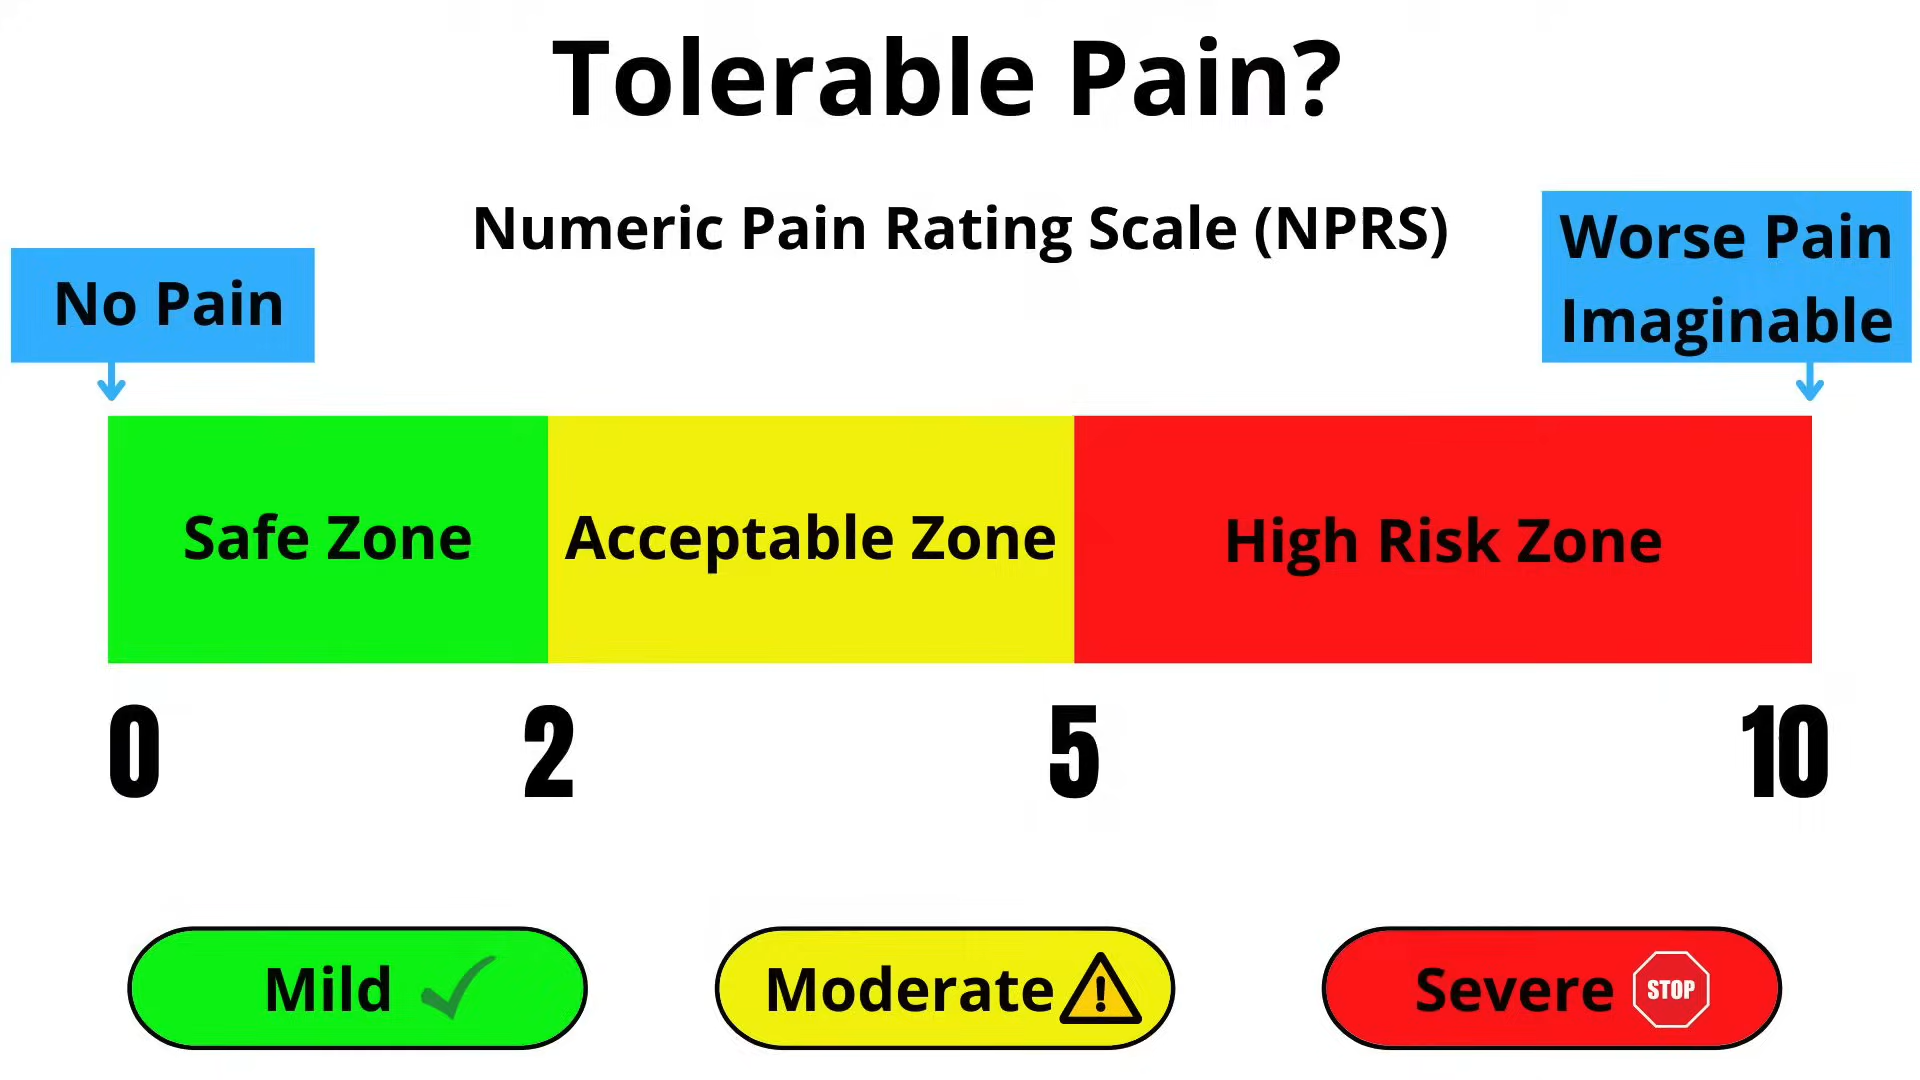 Tolerable Pain?
Numeric Pain Rating Scale (NPRS)
No Pain
Worse Pain
Imaginable
Safe Zone
Acceptable Zone
High Risk Zone
0
2
5
10
Mild
Moderate
Severe
STOP